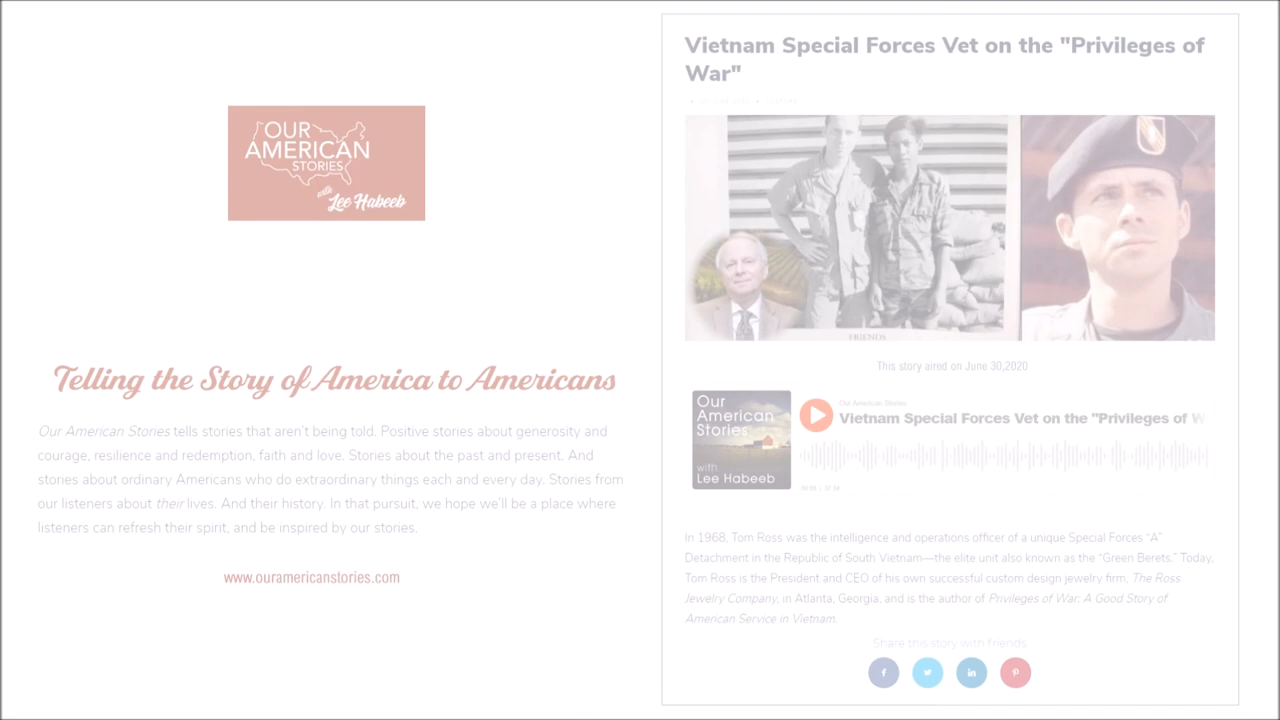 OUR
AMERICAN
STORIES
with
Lee Habeeb
Telling the Story of America to Americans
Our American Stories tells stories that aren't being told. Positive stories about generosity and
courage, resilience and redemption, faith and love. Stories about the past and present. And
stories about ordinary Americans who do extraordinary things each and every day. Stories from
our listeners about their lives. And their history. In that pursuit, we hope we'll be a place where
listeners can refresh their spirit, and be inspired by our stories.
www.ouramericanstories.com
Vietnam Special Forces Vet on the "Privileges of
War"
FRIENDS
This story aired on June 30,2020
Our
American
Stories
with
Lee Habeeb
Our American Stories
Vietnam Special Forces Vet on the "Privileges of W
In 1968, Tom Ross was the intelligence and operations officer of a unique Special Forces "A"
Detachment in the Republic of South Vietnam—the elite unit also known as the "Green Berets." Today,
Tom Ross is the President and CEO of his own successful custom design jewelry firm, The Ross
Jewelry Company, in Atlanta, Georgia, and is the author of Privileges of War: A Good Story of
American Service in Vietnam.
Share this story with friends